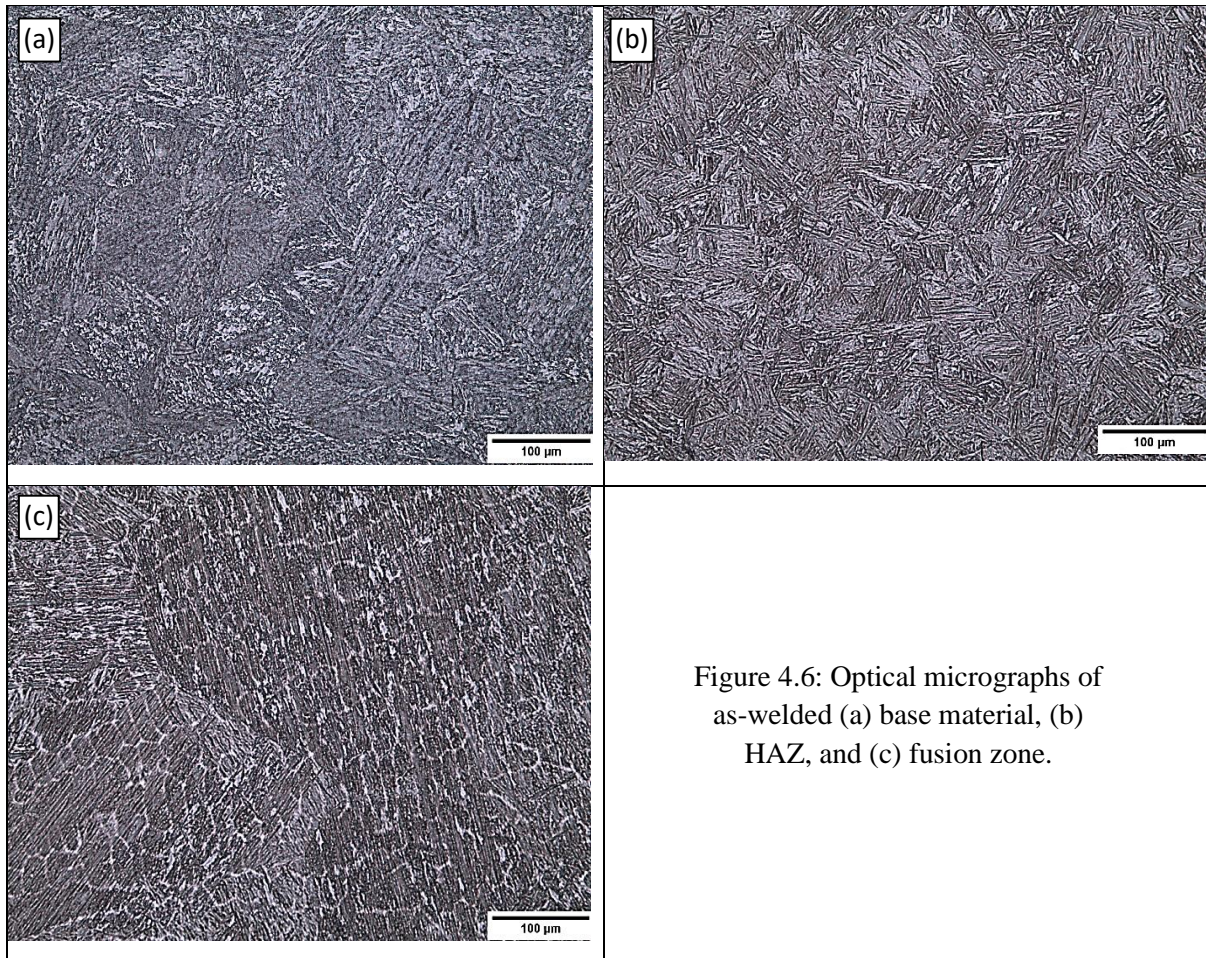 (a)
100 µm
(b)
100 µm
(c)
100 µm
Figure 4.6: Optical micrographs of
as-welded (a) base material, (b)
HAZ, and (c) fusion zone.